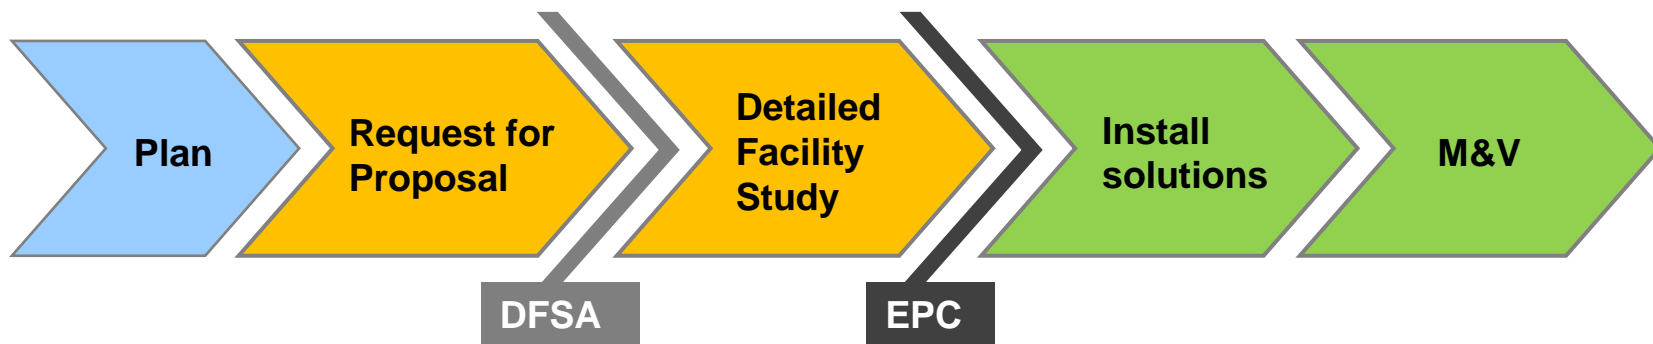 Plan
Request for
Proposal
Detailed
Facility
Study
Install
solutions
M&V
DFSA
EPC